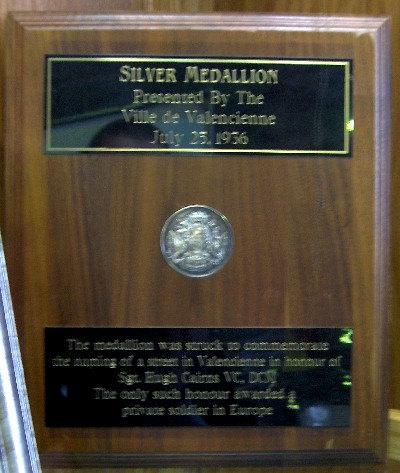 SILVER MEDALLION
Presented By The
Ville de Valencienne
July 25, 1936
The medallion was struck to commemorate
the naming of a street in Valencienne in honour of
Sgt. Hugh Cairns VC, DCM
The only such honour awarded a
private soldier in Europe